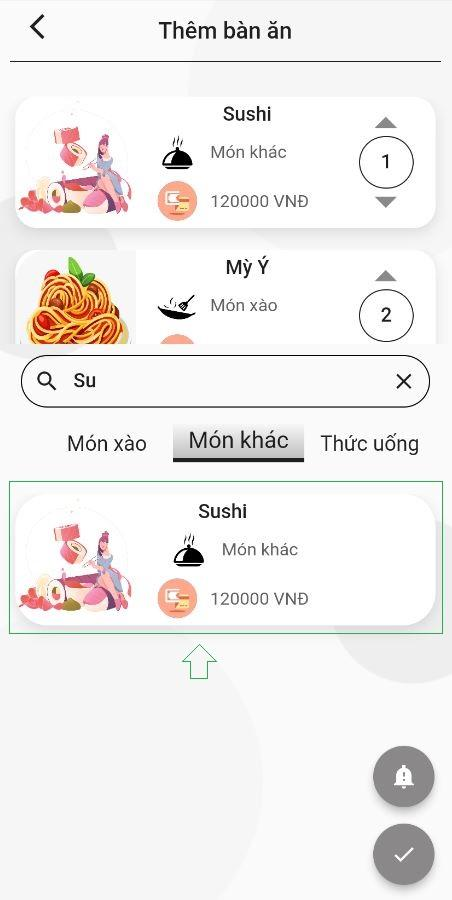 Thêm bàn ăn
Sushi
Món khác
1
120000 VNĐ
Mỳ Ý
Món xào
2
Su
Món xào Món khác Thức uống
Sushi
Món khác
120000 VNĐ